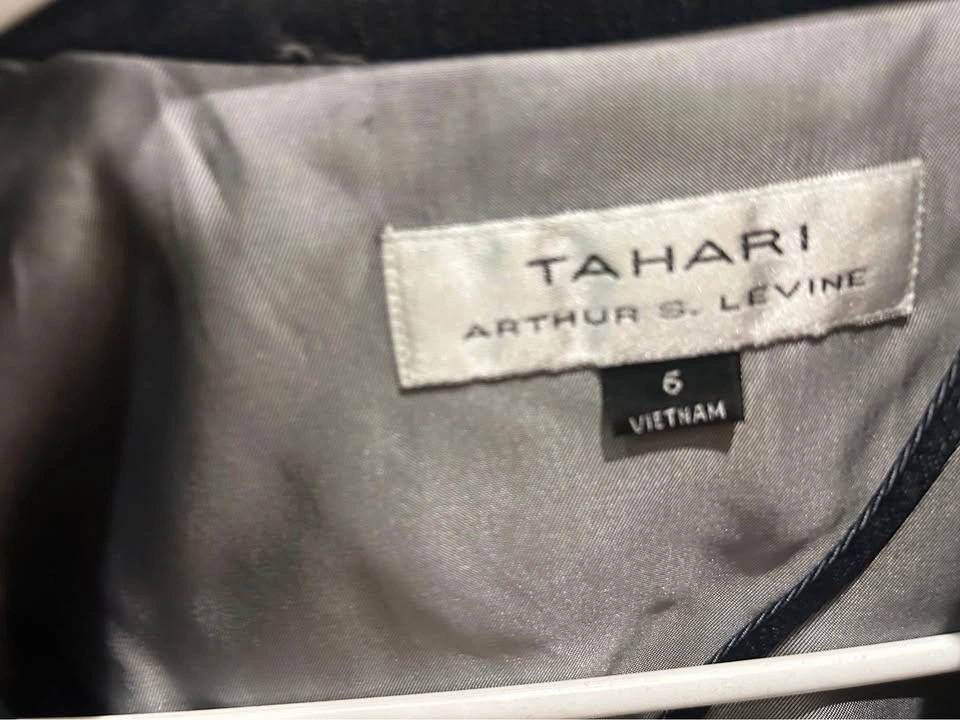 TAHARI
ARTHUR S. LEVINE
6
VIETNAM